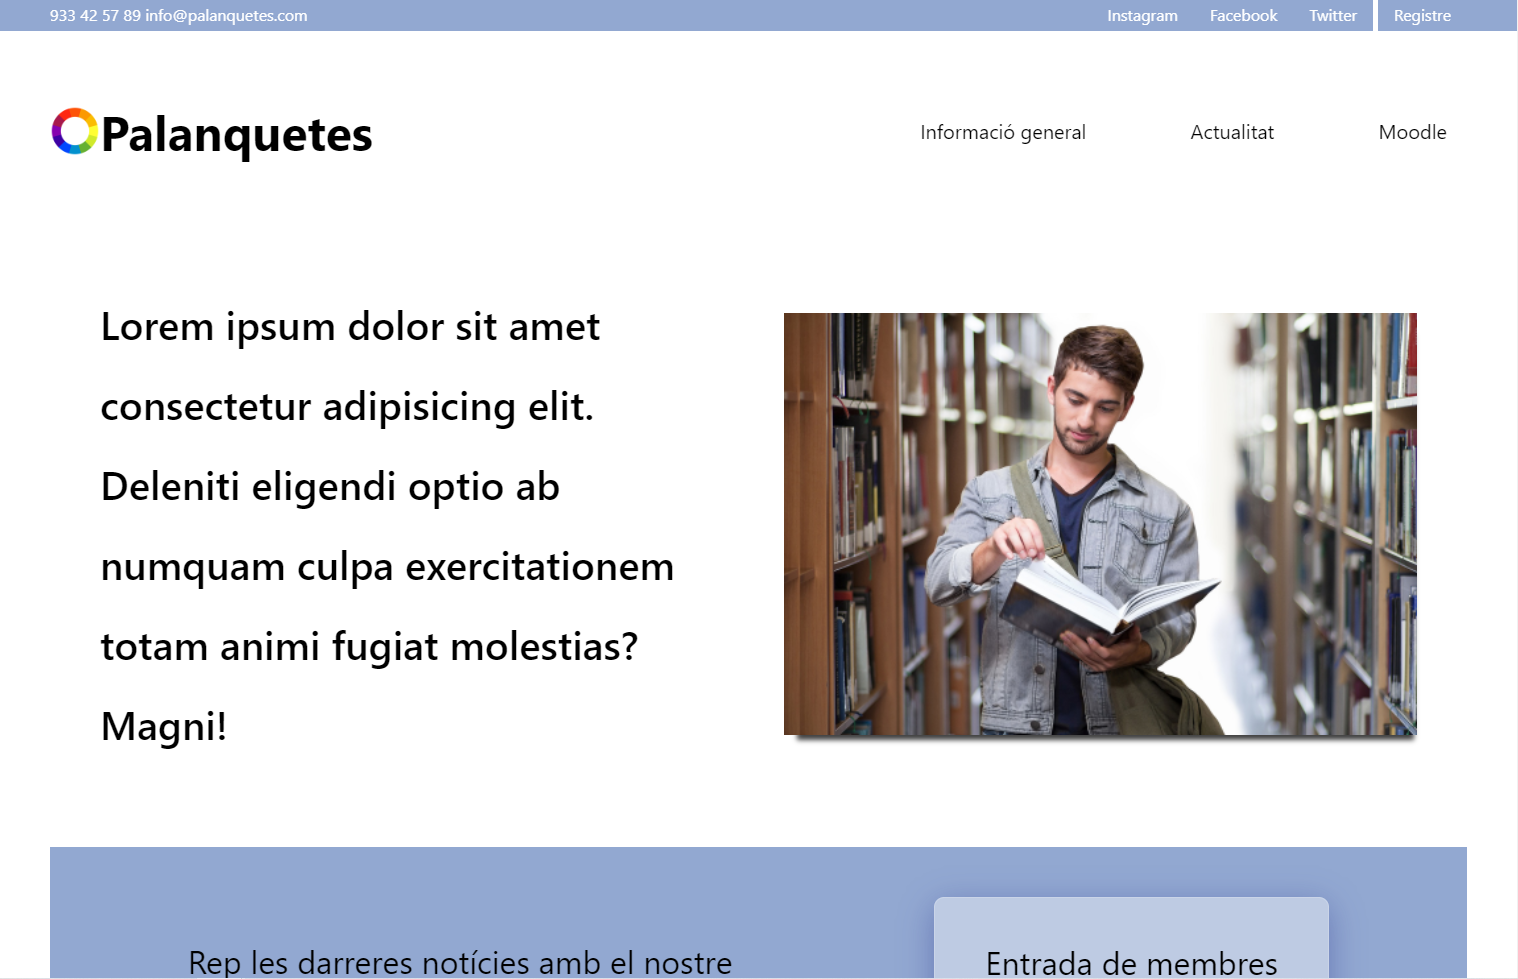 933 42 57 89 info@palanquetes.com
Instagram Facebook Twitter Registre
Palanquetes
Informació general Actualitat Moodle
Lorem ipsum dolor sit amet
consectetur adipisicing elit.
Deleniti eligendi optio ab
numquam culpa exercitationem
totam animi fugiat molestias?
Magni!
Rep les darreres notícies amb el nostre
Entrada de membres